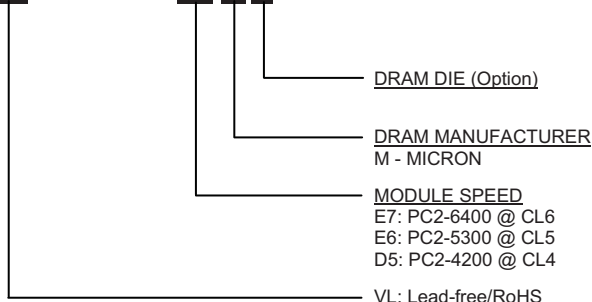 DRAM DIE (Option)
DRAM MANUFACTURER
M - MICRON
MODULE SPEED
E7: PC2-6400 @ CL6
E6: PC2-5300 @ CL5
D5: PC2-4200 @ CL4
VL: Lead-free/RoHS